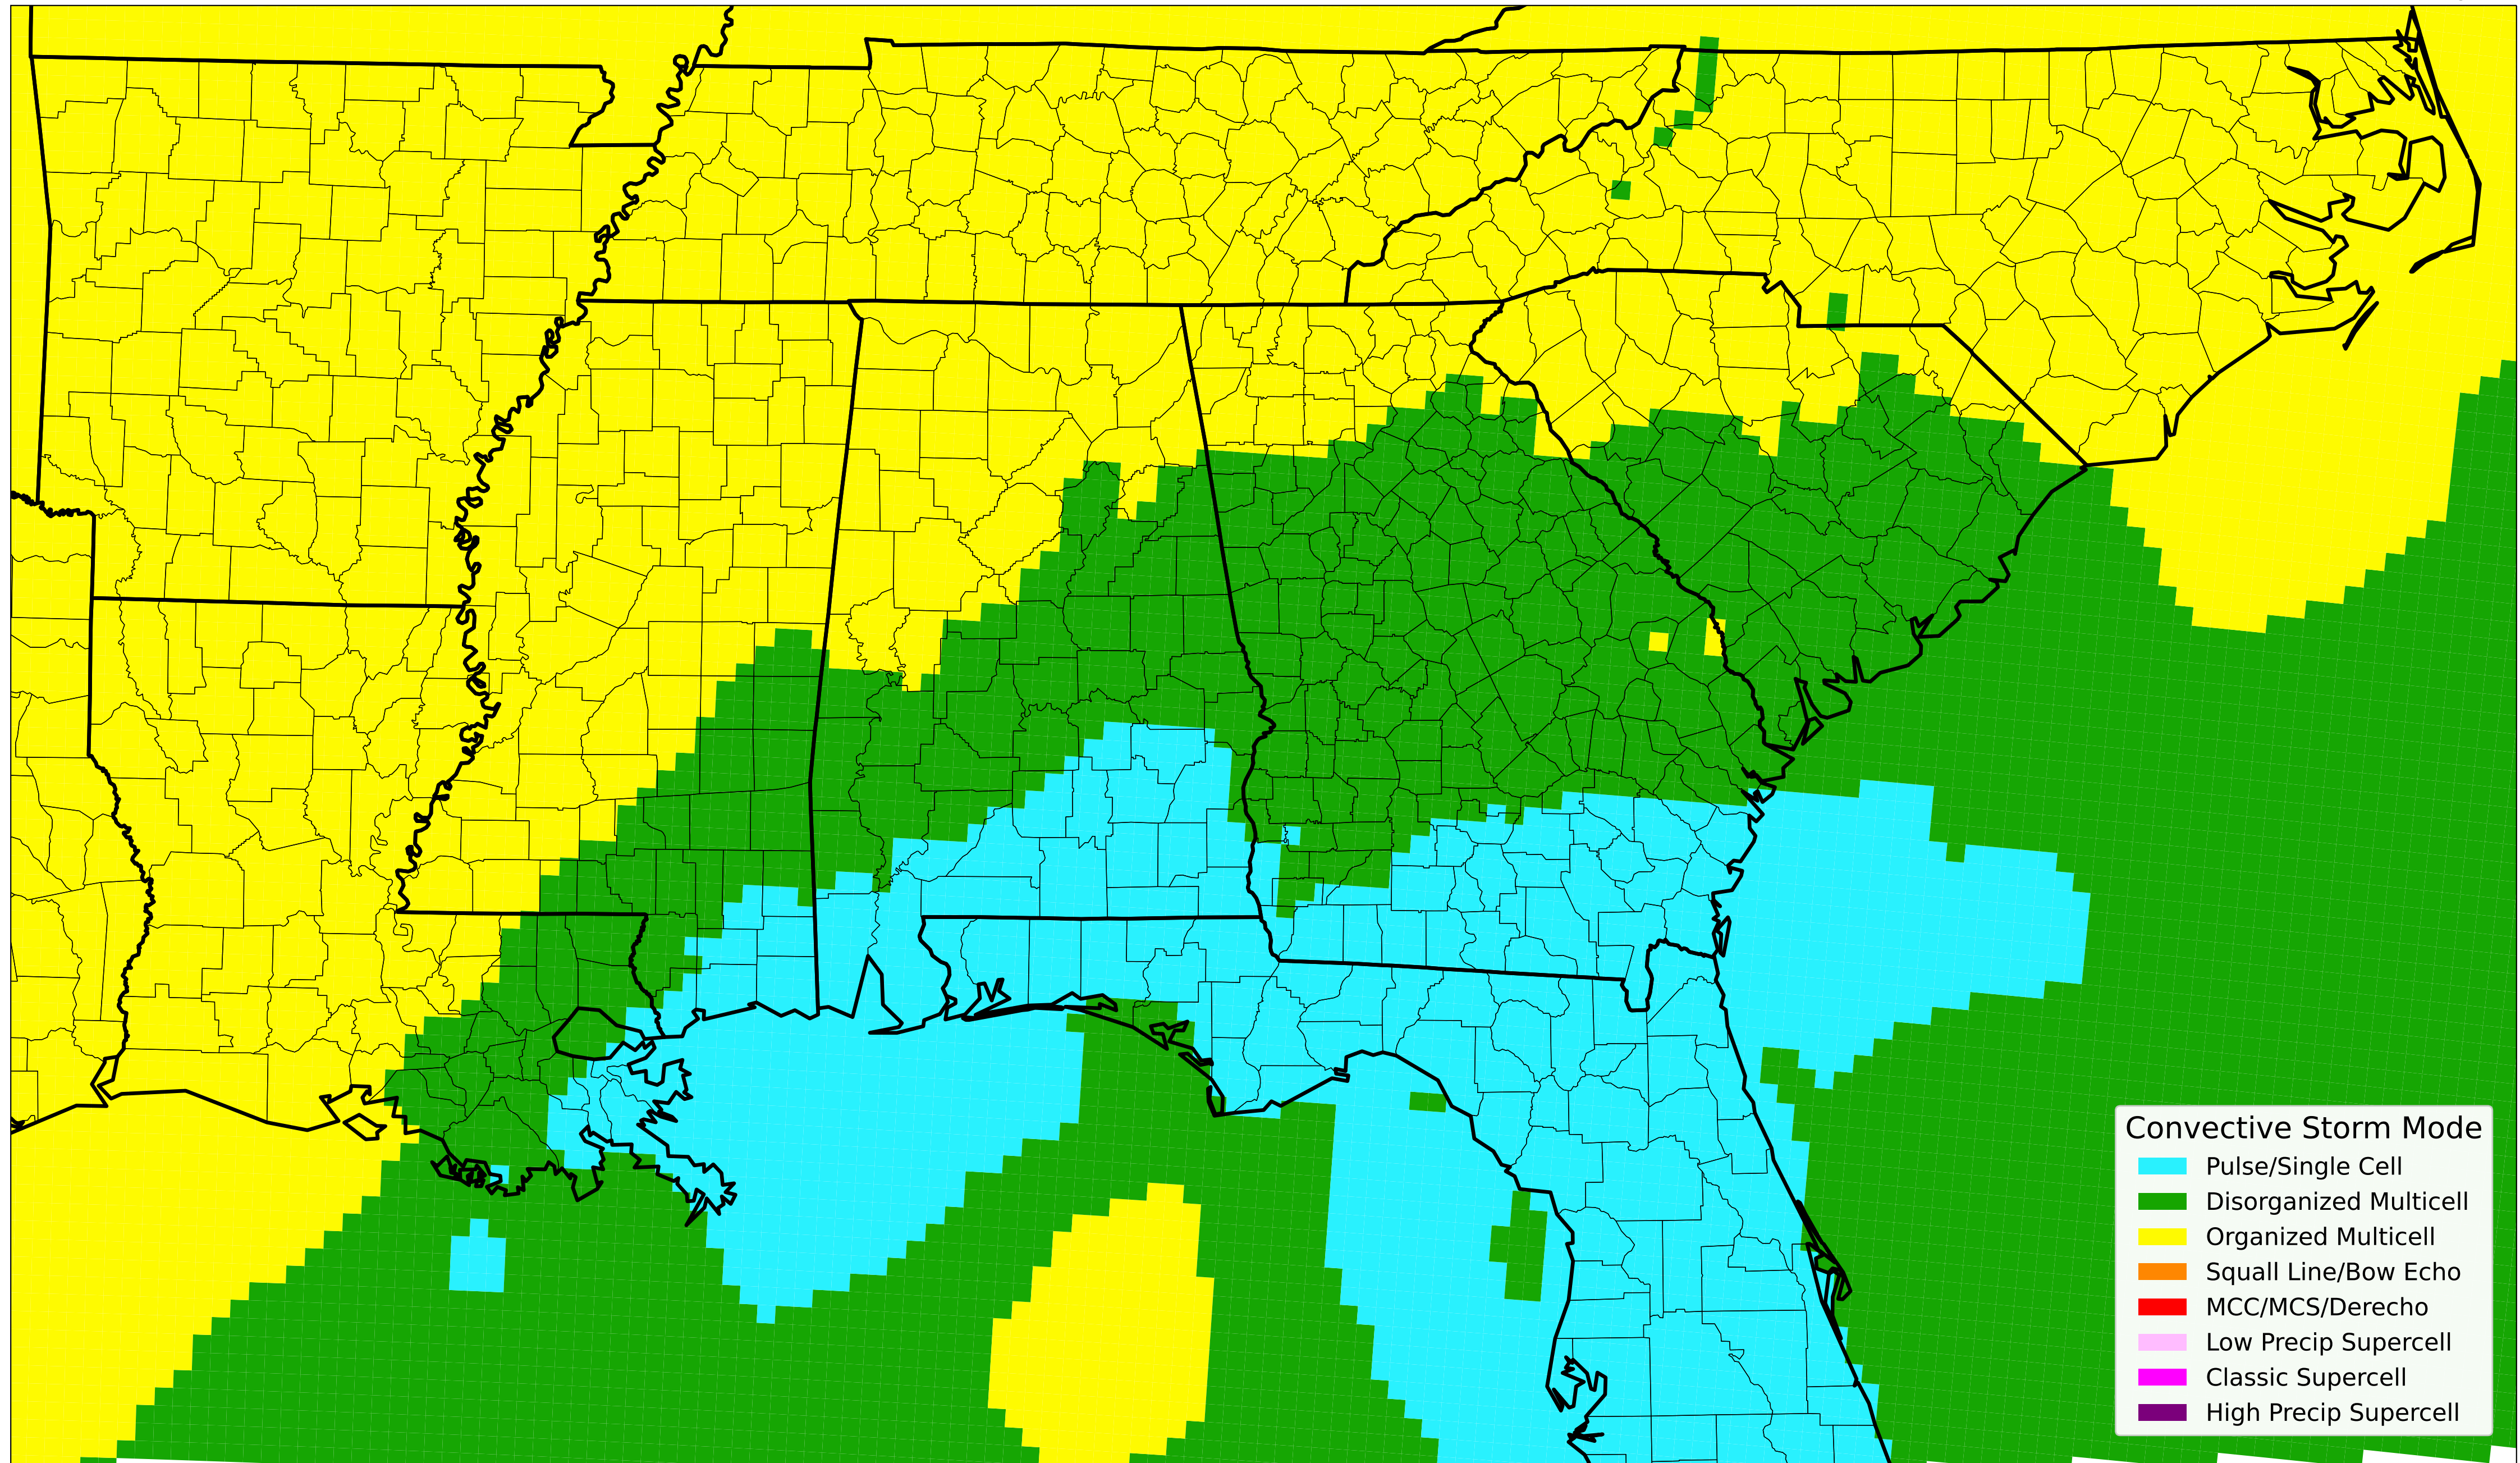 Convective Storm Mode
Pulse/Single Cell
Disorganized Multicell
Organized Multicell
Squall Line/Bow Echo
MCC/MCS/Derecho
Low Precip Supercell
Classic Supercell
High Precip Supercell